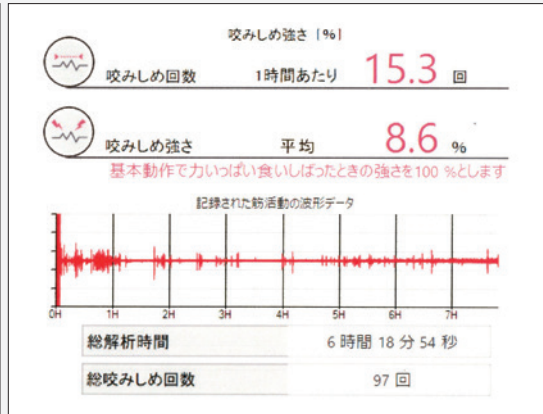 咬みしめ強さ [%]
咬みしめ回数 1時間あたり 15.3 回
咬みしめ強さ 平均 8.6 %
基本動作で力いっぱい食いしばったときの強さを100 %とします
記録された筋活動の波形データ
0H 1H 2H 3H 4H 5H 6H 7H
総解析時間 6 時間 18 分 54 秒
総咬みしめ回数 97 回